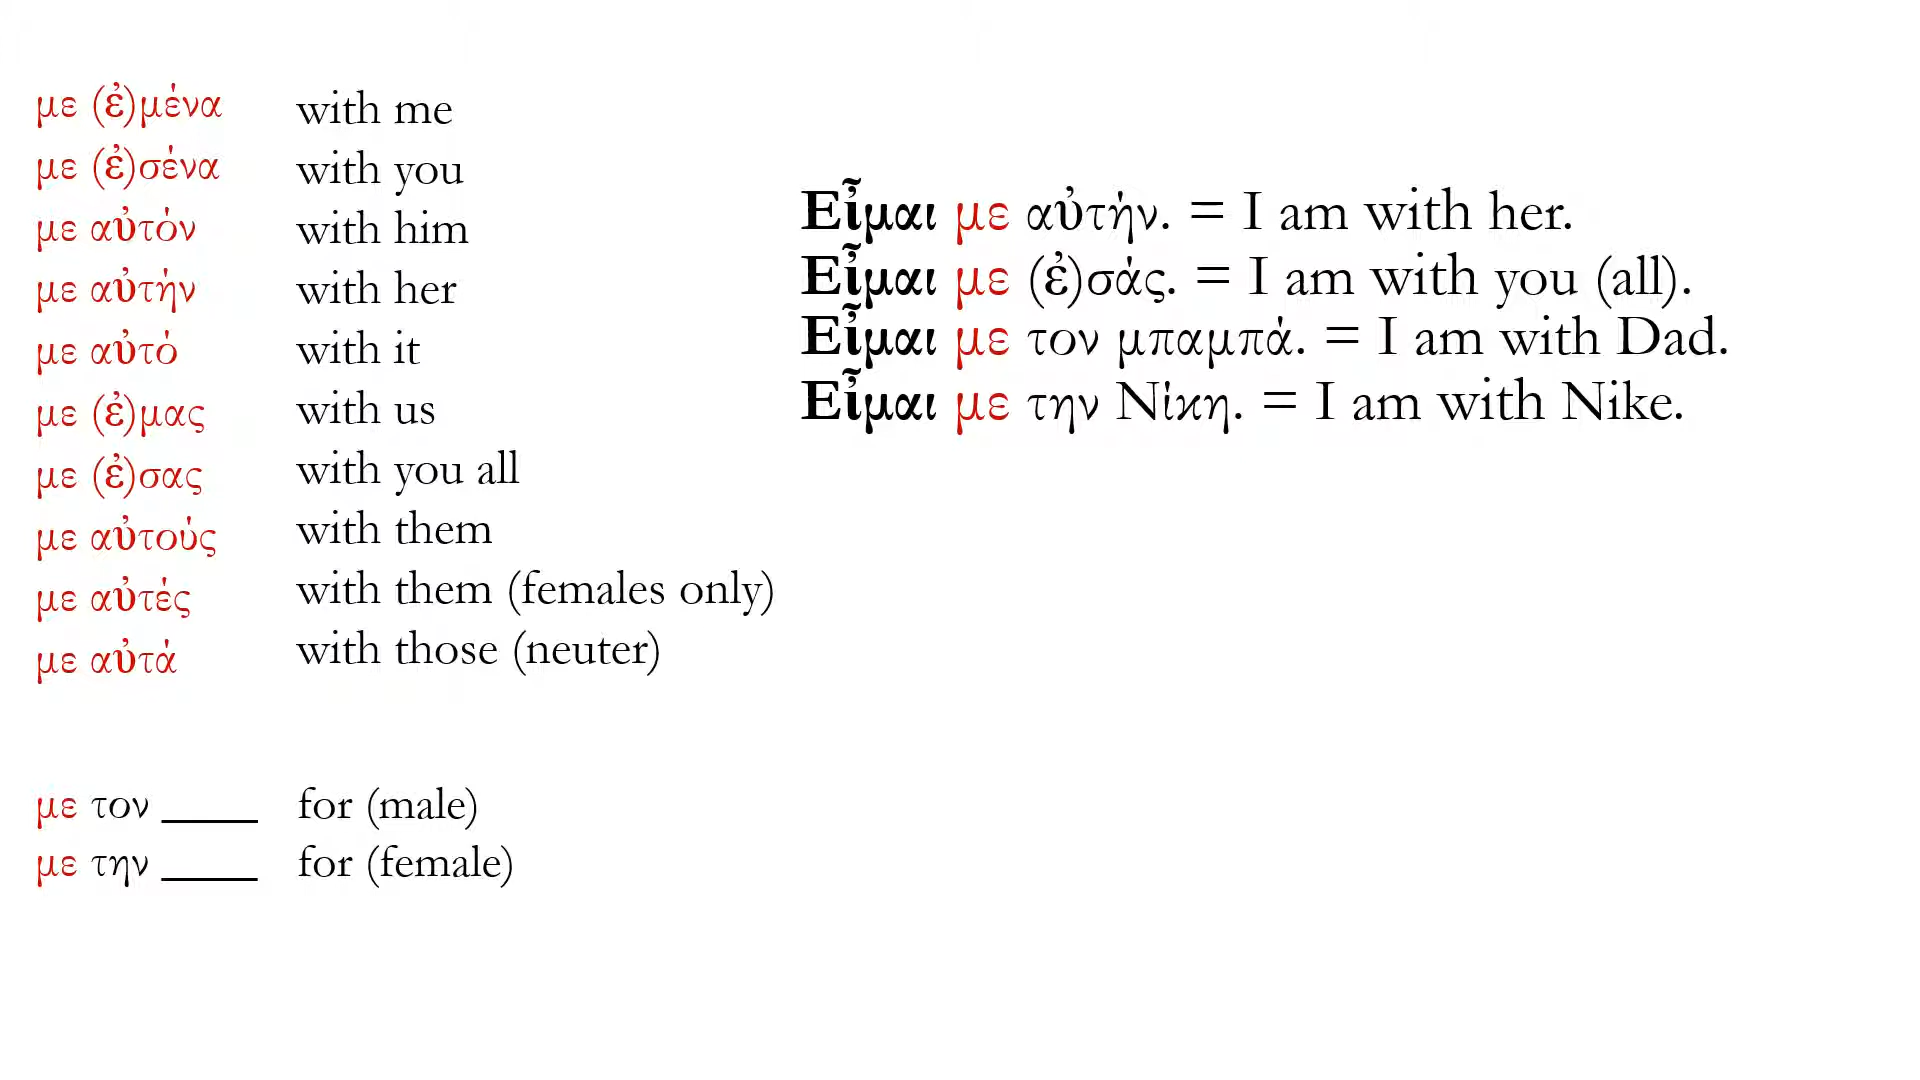 με (ἐ)μένα with me
με (ἐ)σένα with you
με αὐτόν with him
με αὐτήν with her
με αὐτό with it
με (ἐ)μας with us
με (ἐ)σας with you all
με αὐτούς with them
με αὐτές with them (females only)
με αὐτά with those (neuter)
με τον ____ for (male)
με την ____ for (female)
Εἶμαι με αὐτήν. = I am with her.
Εἶμαι με (ἐ)σάς. = I am with you (all).
Εἶμαι με τον μπαμπά. = I am with Dad.
Εἶμαι με την Νίκη. = I am with Nike.